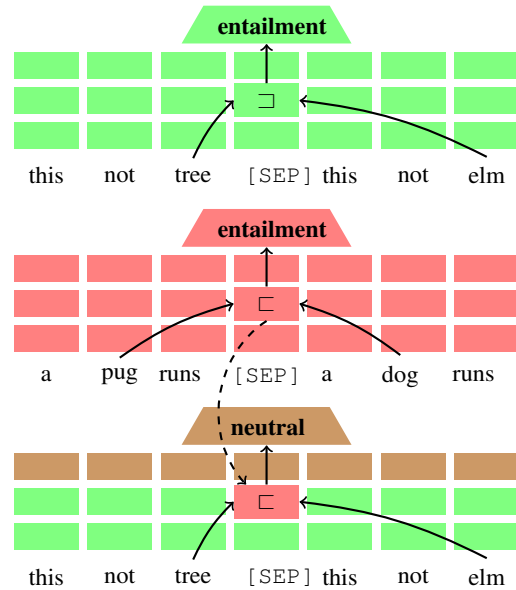 entailment
⊐
this not tree [SEP] this not elm
entailment
⊏
a pug runs [SEP] a dog runs
neutral
⊏
this not tree [SEP] this not elm